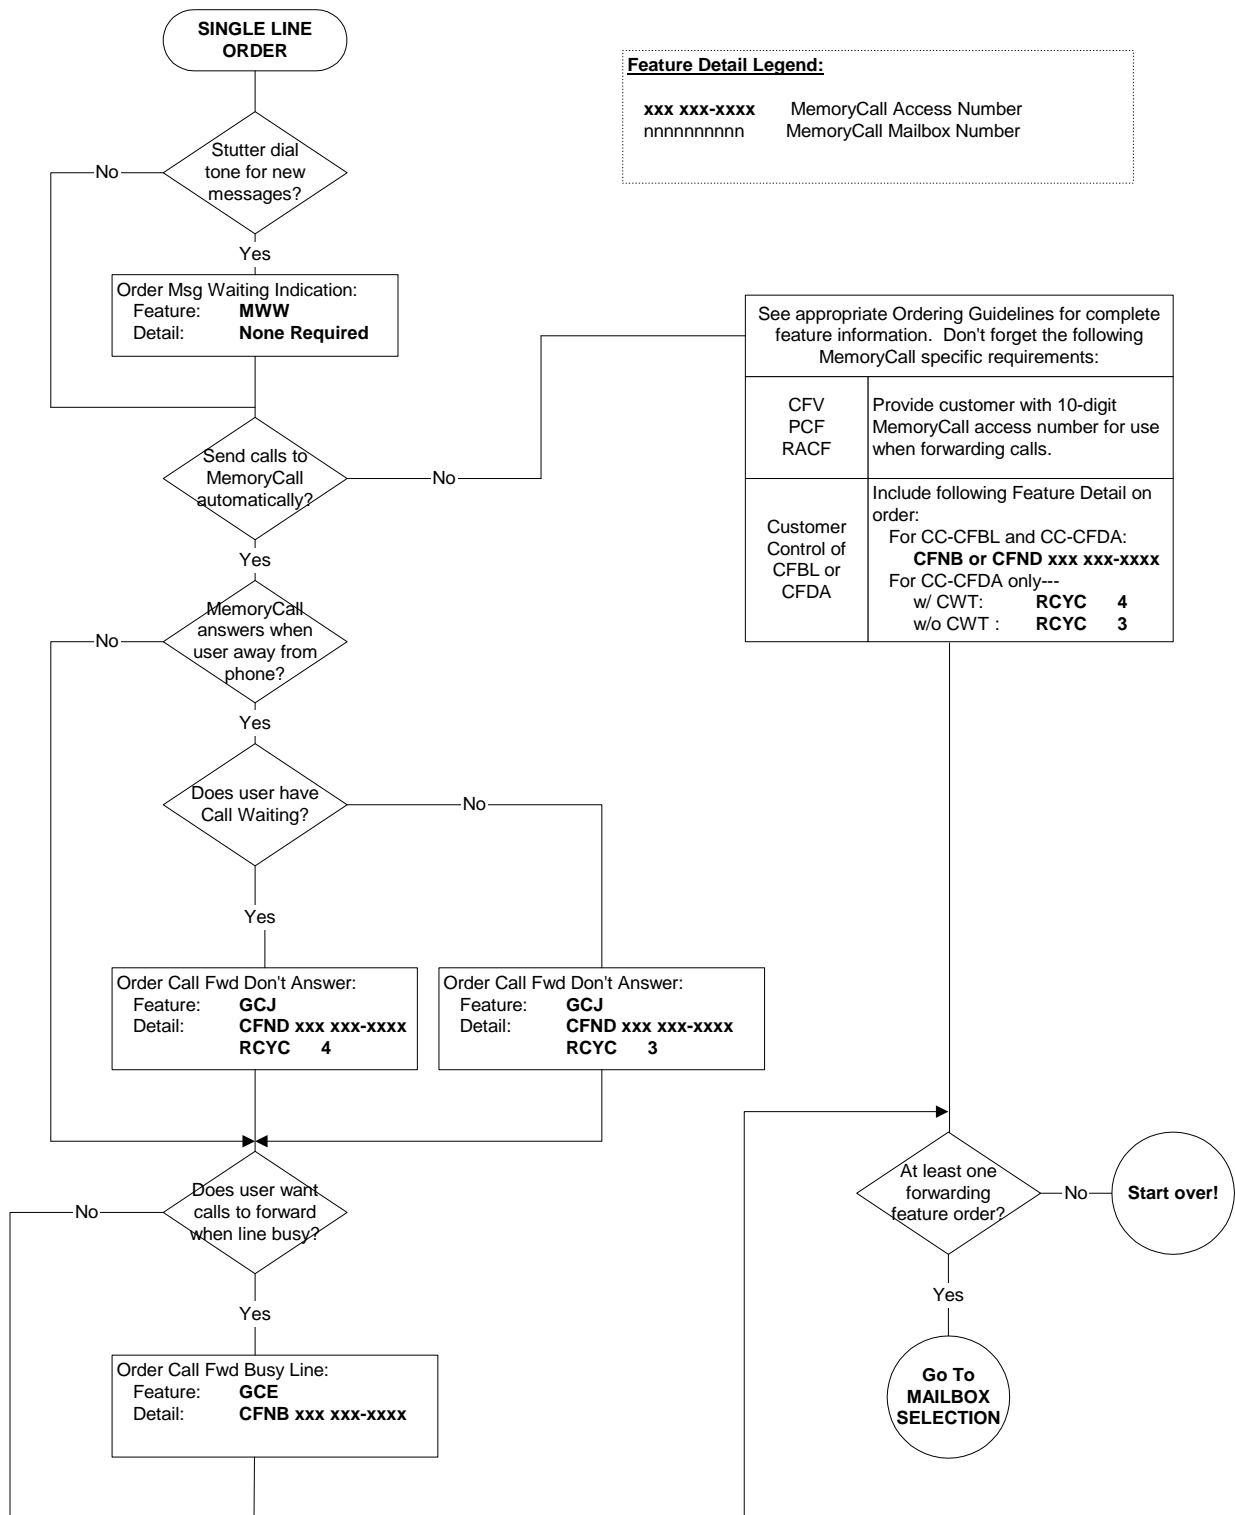 SINGLE LINE
ORDER
Feature Detail Legend:
xxx xxx-xxxx MemoryCall Access Number
nnnnnnnnnn MemoryCall Mailbox Number
Stutter dial
tone for new
messages?
No
Yes
Order Msg Waiting Indication:
Feature: MWW
Detail: None Required
See appropriate Ordering Guidelines for complete
feature information. Don't forget the following
MemoryCall specific requirements:
CFV
PCF
RACF
Provide customer with 10-digit
MemoryCall access number for use
when forwarding calls.
Customer
Control of
CFBL or
CFDA
Include following Feature Detail on
order:
For CC-CFBL and CC-CFDA:
CFNB or CFND xxx xxx-xxxx
For CC-CFDA only---
w/ CWT: RCYC 4
w/o CWT : RCYC 3
Send calls to
MemoryCall
automatically?
No
Yes
MemoryCall
answers when
user away from
phone?
No
Yes
Does user have
Call Waiting?
No
Yes
Order Call Fwd Don't Answer:
Feature: GCJ
Detail: CFND xxx xxx-xxxx
RCYC 4
Order Call Fwd Don't Answer:
Feature: GCJ
Detail: CFND xxx xxx-xxxx
RCYC 3
Does user want
calls to forward
when line busy?
No
Yes
Order Call Fwd Busy Line:
Feature: GCE
Detail: CFNB xxx xxx-xxxx
At least one
forwarding
feature order?
No
Start over!
Yes
Go To
MAILBOX
SELECTION